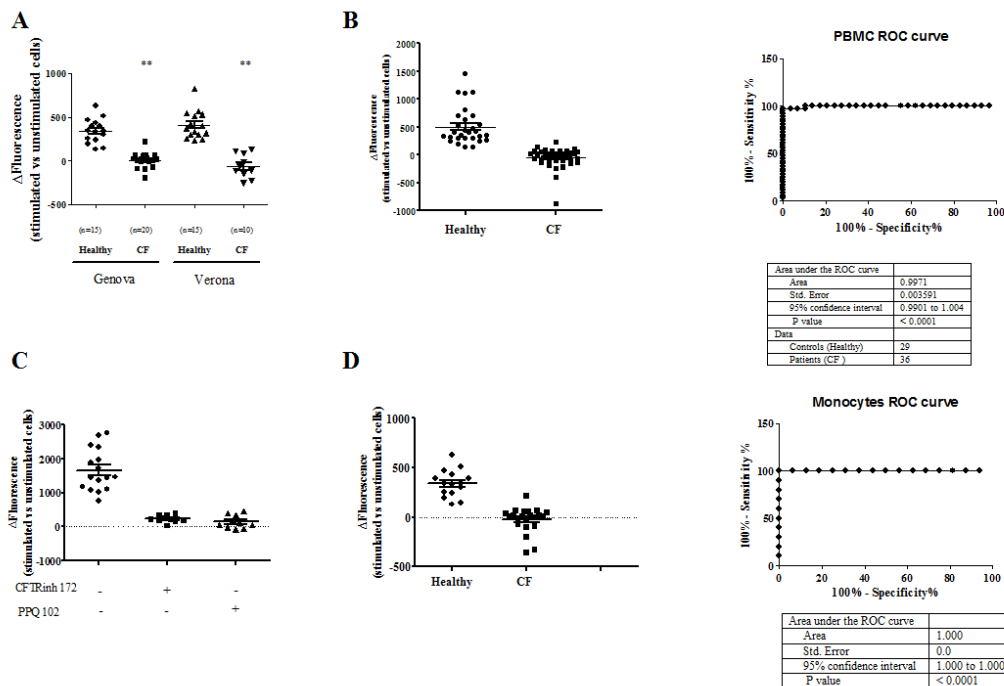 A
ΔFluorescence
(stimulated vs unstimulated cells)
1000
500
0
-500
**
**
(n=15)
(n=20)
(n=15)
(n=10)
Healthy
CF
Healthy
CF
Genova
Verona
B
ΔFluorescence
(stimulated vs unstimulated cells)
2000
1500
1000
500
0
-500
-1000
Healthy
CF
PBMC ROC curve
100% - Sensitivity %
150
100
50
0
0
20
40
60
80
100
100% - Specificity%
Area under the ROC curve
Area 0.9971
Std. Error 0.003591
95% confidence interval 0.9901 to 1.004
P value < 0.0001
Data
Controls (Healthy) 29
Patients (CF ) 36
C
ΔFluorescence
(stimulated vs unstimulated cells)
3000
2000
1000
0
-1000
CFTRinh 172 - + -
PPQ 102 - - +
D
ΔFluorescence
(stimulated vs unstimulated cells)
1000
500
0
-500
Healthy
CF
Monocytes ROC curve
100% - Sensitivity %
150
100
50
0
0
20
40
60
80
100
100% - Specificity%
Area under the ROC curve
Area 1.000
Std. Error 0.0
95% confidence interval 1.000 to 1.000
P value < 0.0001